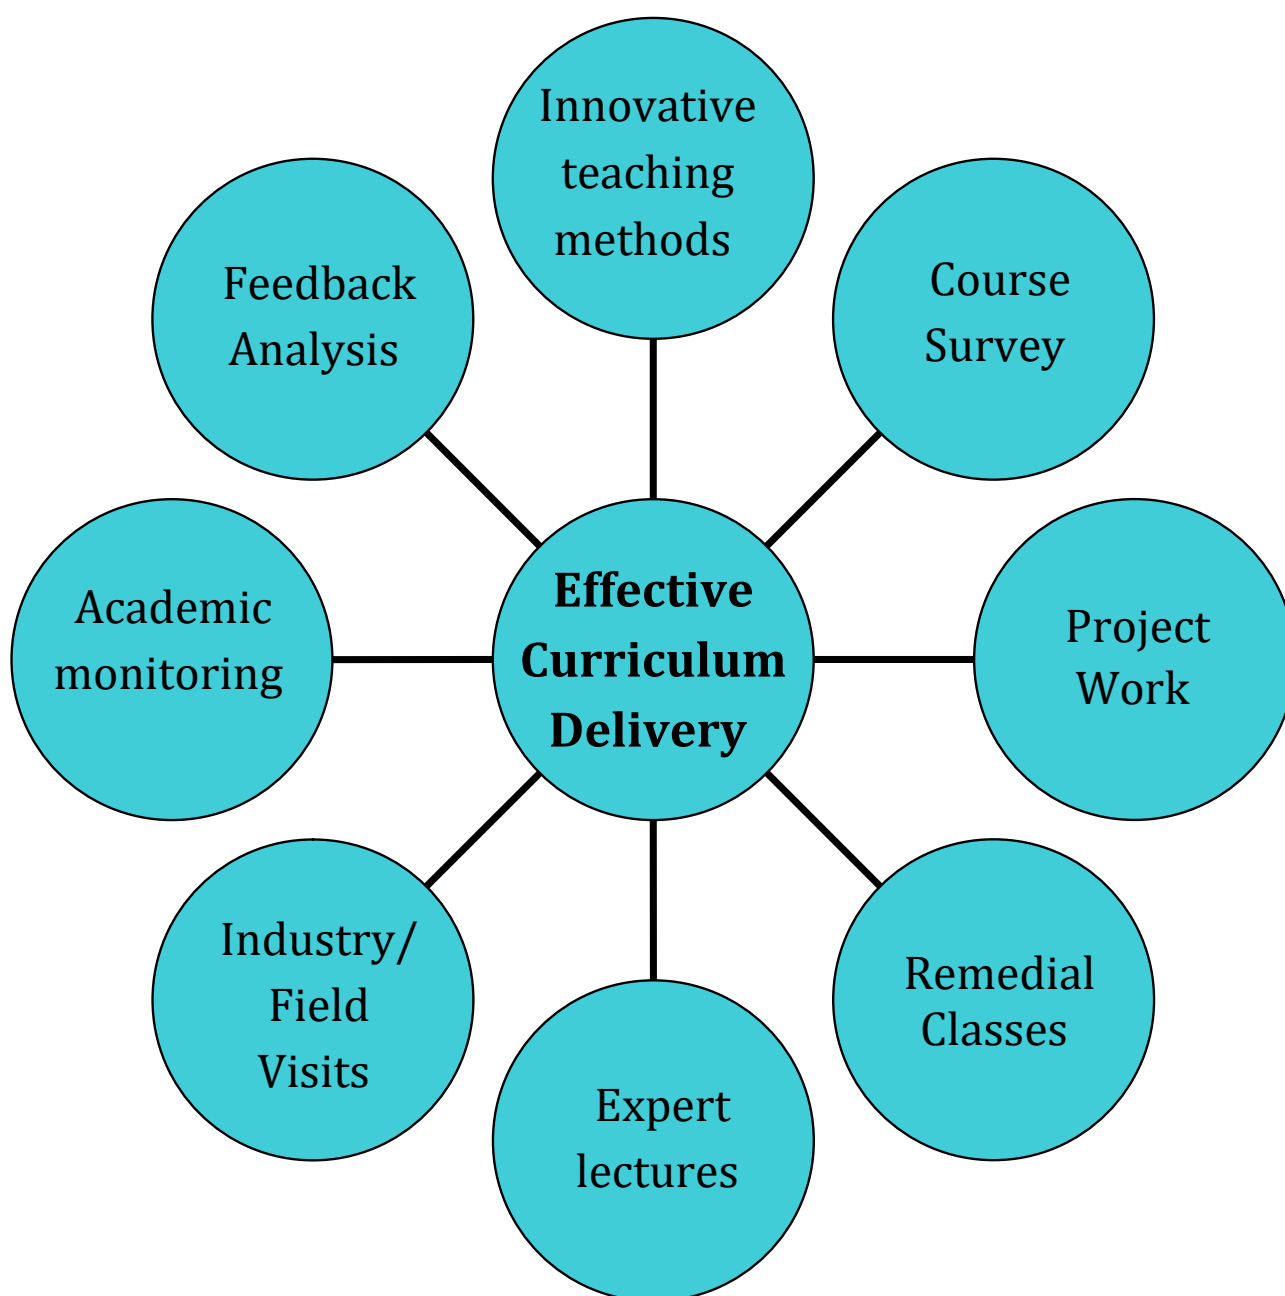 Innovative
teaching
methods
Course
Survey
Project
Work
Remedial
Classes
Expert
lectures
Industry/
Field
Visits
Academic
monitoring
Feedback
Analysis
Effective
Curriculum
Delivery